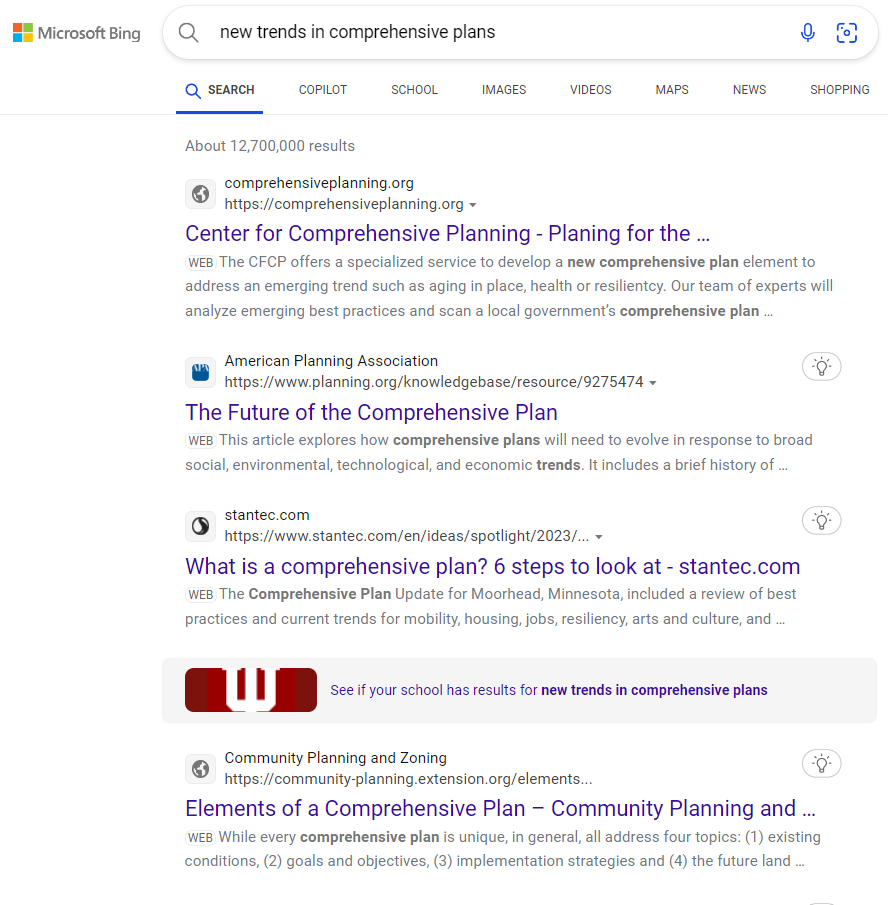 Microsoft Bing
new trends in comprehensive plans
SEARCH COPILOT SCHOOL IMAGES VIDEOS MAPS NEWS SHOPPING
About 12,700,000 results
comprehensiveplanning.org
https://comprehensiveplanning.org
Center for Comprehensive Planning - Planing for the ...
WEB The CFCP offers a specialized service to develop a new comprehensive plan element to
address an emerging trend such as aging in place, health or resilientcy. Our team of experts will
analyze emerging best practices and scan a local government’s comprehensive plan ...
American Planning Association
https://www.planning.org/knowledgebase/resource/9275474
The Future of the Comprehensive Plan
WEB This article explores how comprehensive plans will need to evolve in response to broad
social, environmental, technological, and economic trends. It includes a brief history of ...
stantec.com
https://www.stantec.com/en/ideas/spotlight/2023/...
What is a comprehensive plan? 6 steps to look at - stantec.com
WEB The Comprehensive Plan Update for Moorhead, Minnesota, included a review of best
practices and current trends for mobility, housing, jobs, resiliency, arts and culture, and ...
See if your school has results for new trends in comprehensive plans
Community Planning and Zoning
https://community-planning.extension.org/elements...
Elements of a Comprehensive Plan – Community Planning and ...
WEB While every comprehensive plan is unique, in general, all address four topics: (1) existing
conditions, (2) goals and objectives, (3) implementation strategies and (4) the future land ...